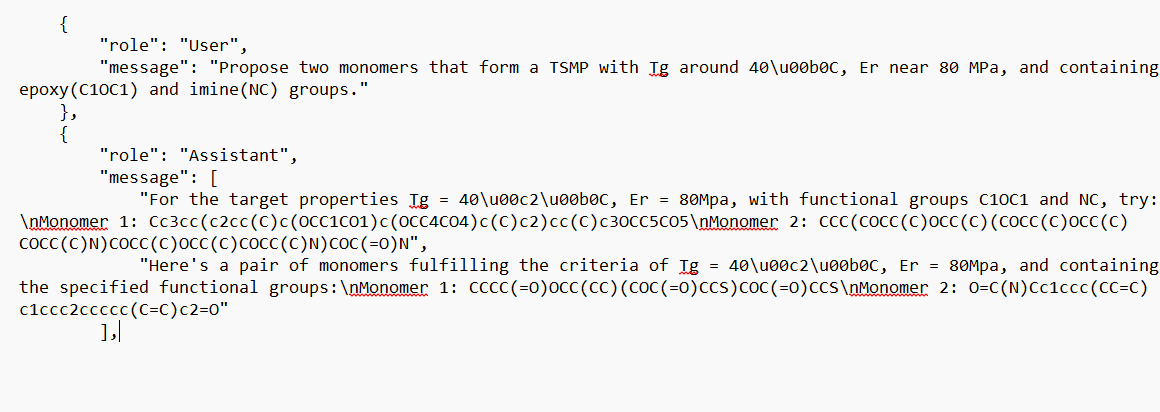 {
"role": "User",
"message": "Propose two monomers that form a TSMP with Tg around 40\u00b0C, Er near 80 MPa, and containing
epoxy(C1OC1) and imine(NC) groups."
},
{
"role": "Assistant",
"message": [
"For the target properties Tg = 40\u00c2\u00b0C, Er = 80Mpa, with functional groups C1OC1 and NC, try:
\nMonomer 1: Cc3cc(c2cc(C)c(OCC1CO1)c(OCC4CO4)c(C)c2)cc(C)c3OCC5CO5\nMonomer 2: CCC(COCC(C)OCC(C)(COCC(C)OCC(C)
COCC(C)N)COCC(C)OCC(C)COCC(C)N)COC(=O)N",
"Here's a pair of monomers fulfilling the criteria of Tg = 40\u00c2\u00b0C, Er = 80Mpa, and containing
the specified functional groups:\nMonomer 1: CCCC(=O)OCC(CC)(COC(=O)CCS)COC(=O)CCS\nMonomer 2: O=C(N)Cc1ccc(CC=C)
c1ccc2ccccc(C=C)c2=O"
],